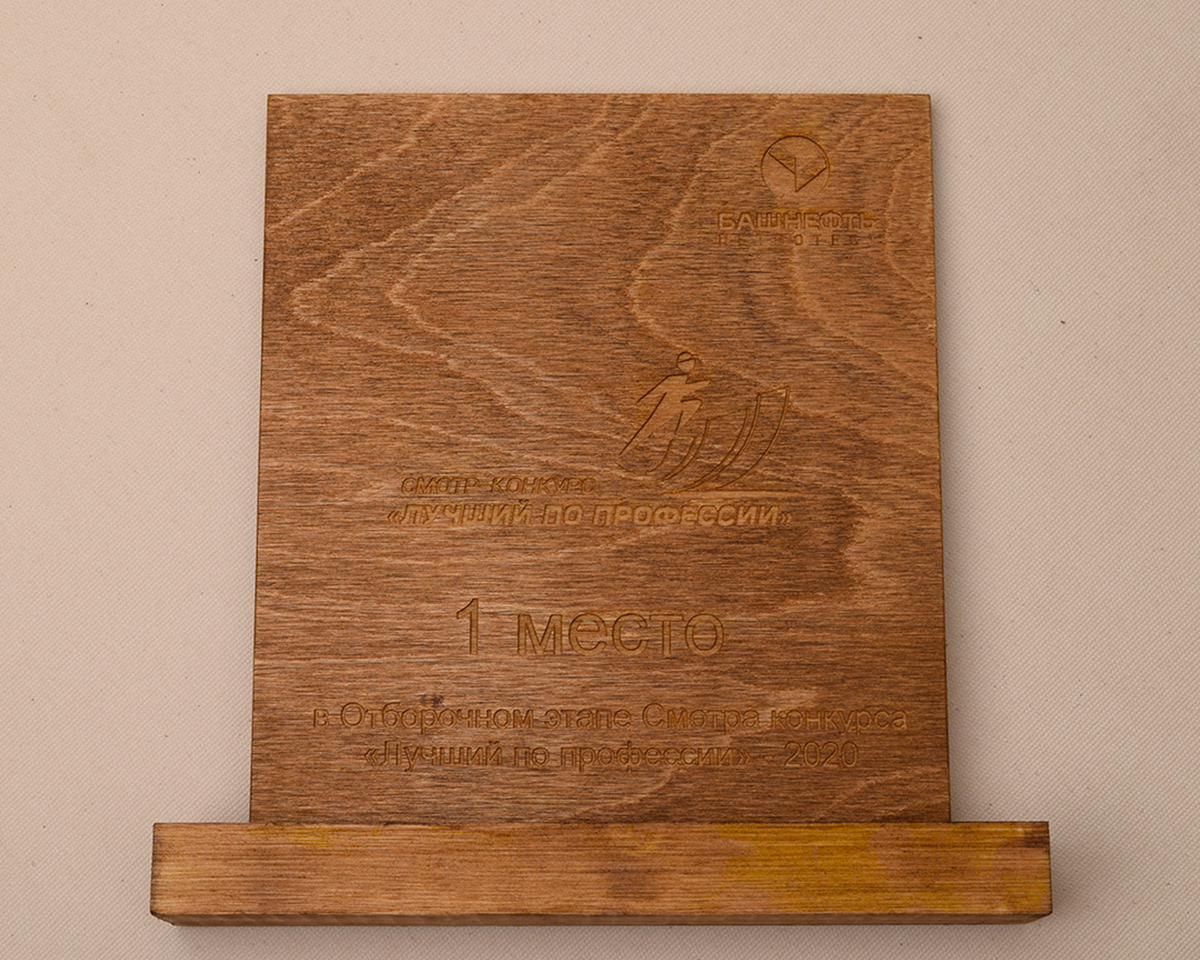 БАШНЕФТЬ
СМОТР-КОНКУРС
«ЛУЧШИЙ ПО ПРОФЕССИИ»
1 место
в Отборочном этапе Смотра конкурса
«Лучший по профессии» - 2020